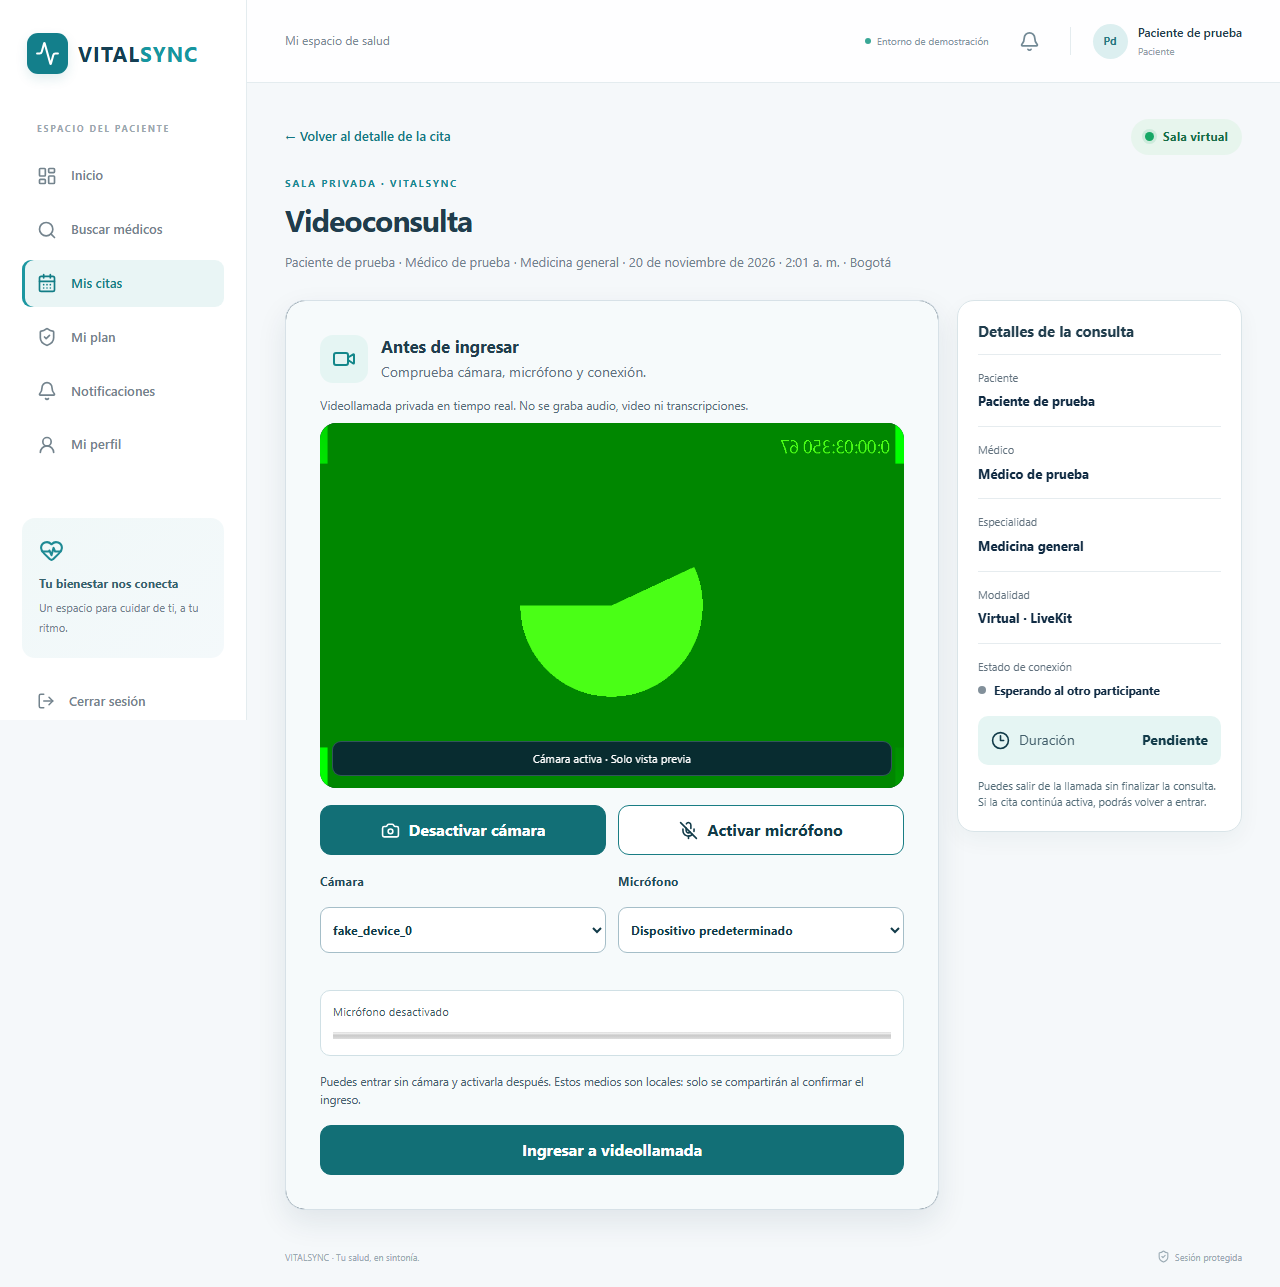 VITALSYNC
Mi espacio de salud
Entorno de demostración
Pd
Paciente de prueba
Paciente
ESPACIO DEL PACIENTE
Inicio
Buscar médicos
Mis citas
Mi plan
Notificaciones
Mi perfil
Tu bienestar nos conecta
Un espacio para cuidar de ti, a tu
ritmo.
Cerrar sesión
← Volver al detalle de la cita
Sala virtual
SALA PRIVADA · VITALSYNC
Videoconsulta
Paciente de prueba · Médico de prueba · Medicina general · 20 de noviembre de 2026 · 2:01 a. m. · Bogotá
Antes de ingresar
Comprueba cámara, micrófono y conexión.
Videollamada privada en tiempo real. No se graba audio, video ni transcripciones.
0:00:03:350 67
Cámara activa · Solo vista previa
Desactivar cámara
Activar micrófono
Cámara
Micrófono
fake_device_0
Dispositivo predeterminado
Micrófono desactivado
Puedes entrar sin cámara y activarla después. Estos medios son locales: solo se compartirán al confirmar el
ingreso.
Ingresar a videollamada
Detalles de la consulta
Paciente
Paciente de prueba
Médico
Médico de prueba
Especialidad
Medicina general
Modalidad
Virtual · LiveKit
Estado de conexión
Esperando al otro participante
Duración
Pendiente
Puedes salir de la llamada sin finalizar la consulta.
Si la cita continúa activa, podrás volver a entrar.
VITALSYNC · Tu salud, en sintonía.
Sesión protegida